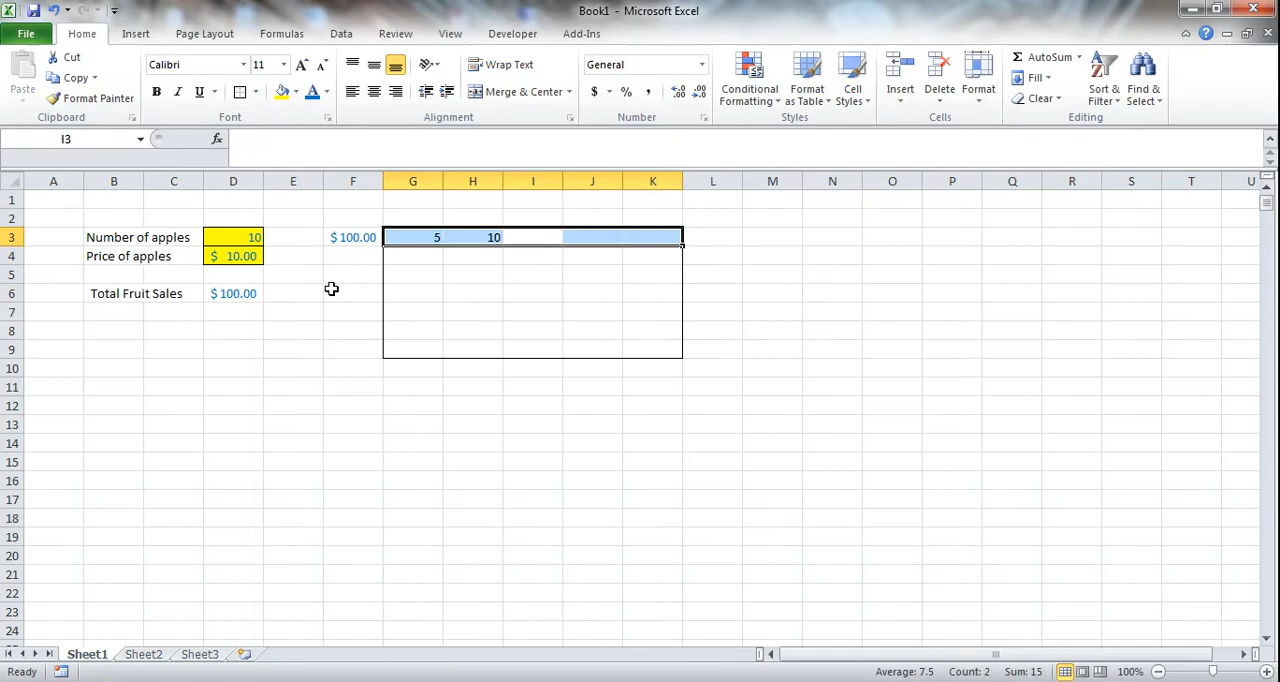 Book1 - Microsoft Excel
File Home Insert Page Layout Formulas Data Review View Developer Add-Ins
Paste
Cut
Copy
Format Painter
Clipboard
Calibri 11 A A
B I U A
Font
Wrap Text
Merge & Center
Alignment
General
$ % , .0 .00 .00 .0
Number
Conditional Formatting
Format as Table
Cell Styles
Styles
Insert
Delete
Format
Cells
Σ AutoSum
Fill
Clear
Sort & Filter
Find & Select
Editing
I3 fx
A B C D E F G H I J K L M N O P Q R S T U
1
2
3 Number of apples 10 $ 100.00 5 10
4 Price of apples $ 10.00
5
6 Total Fruit Sales $ 100.00
7
8
9
10
11
12
13
14
15
16
17
18
19
20
21
22
23
24
Sheet1 Sheet2 Sheet3
Ready Average: 7.5 Count: 2 Sum: 15 100%